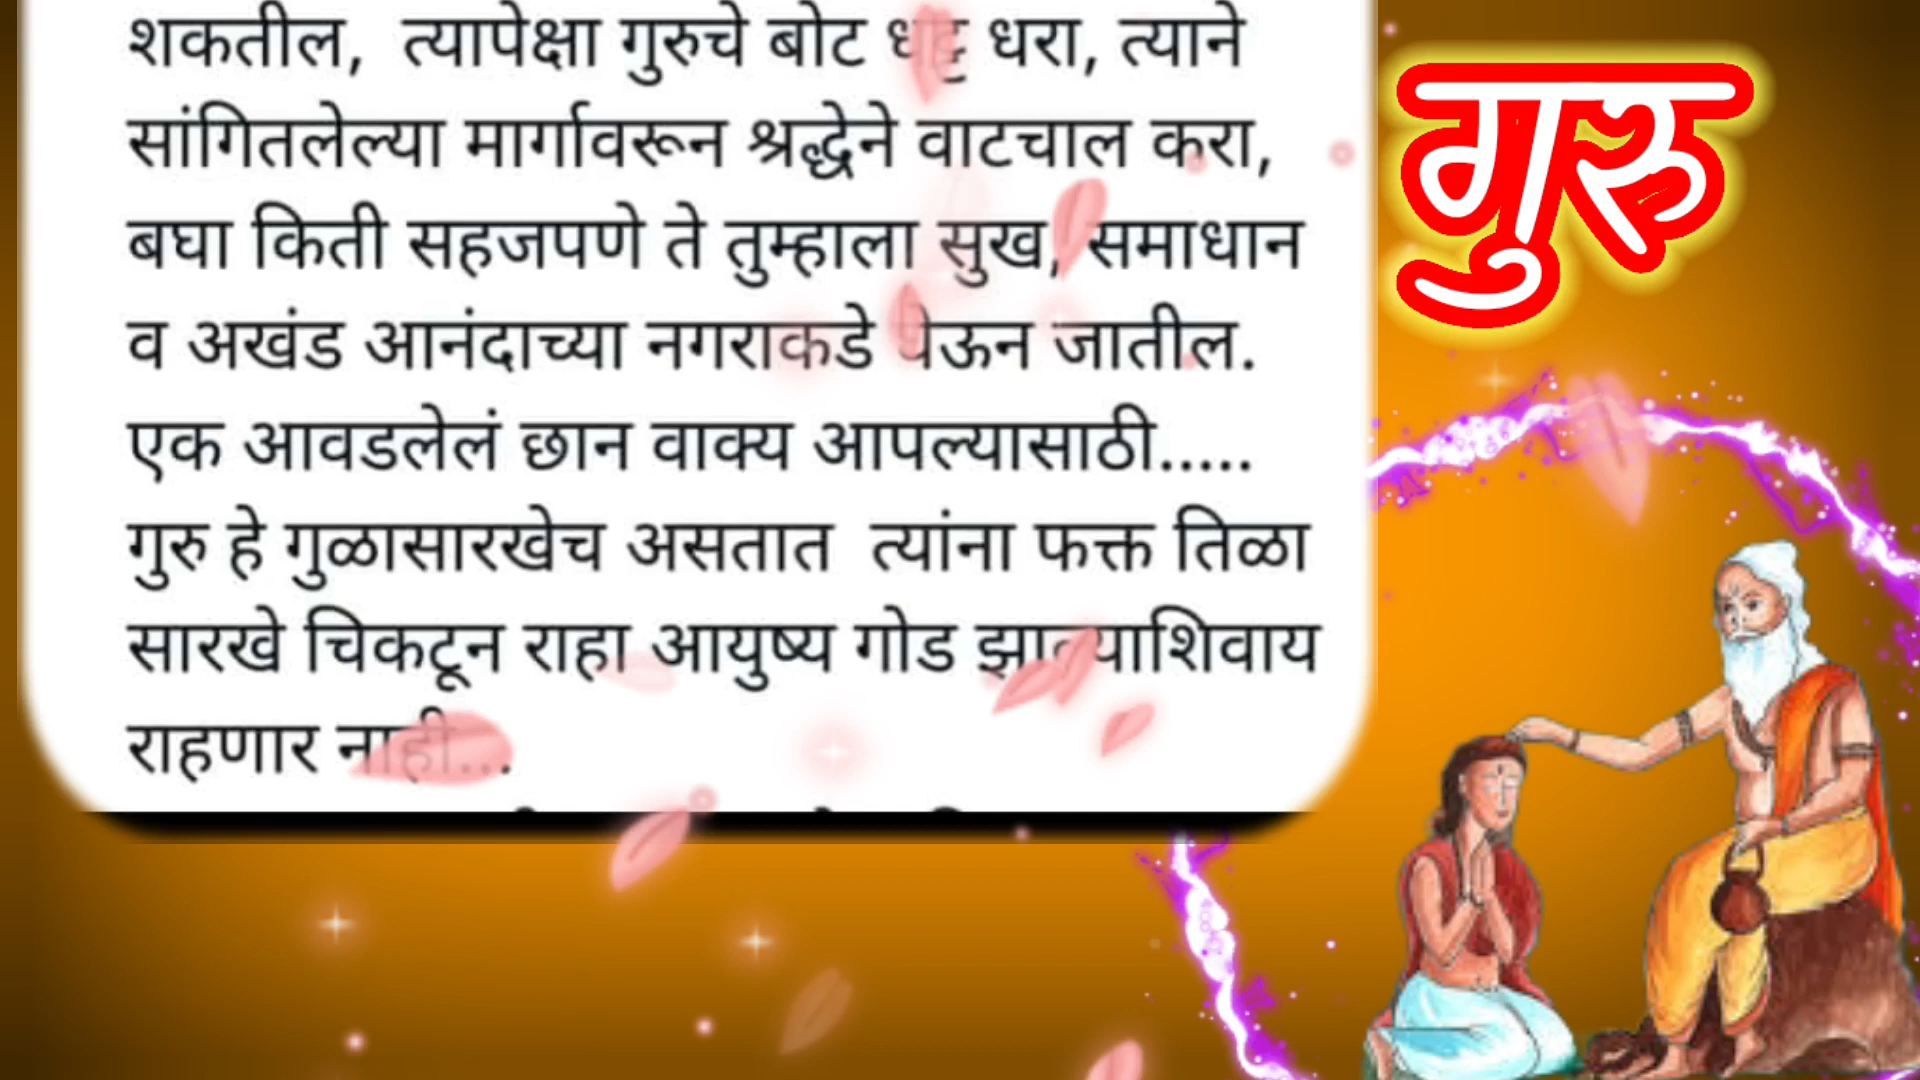 शकतील, त्यापेक्षा गुरुचे बोट धट्ट धरा, त्याने
सांगितलेल्या मार्गावरून श्रद्धेने वाटचाल करा,
बघा किती सहजपणे ते तुम्हाला सुख, समाधान
व अखंड आनंदाच्या नगराकडे घेऊन जातील.
एक आवडलेलं छान वाक्य आपल्यासाठी.....
गुरु हे गुळासारखेच असतात त्यांना फक्त तिळा
सारखे चिकटून राहा आयुष्य गोड झाल्याशिवाय
राहणार नाही...
गुरु